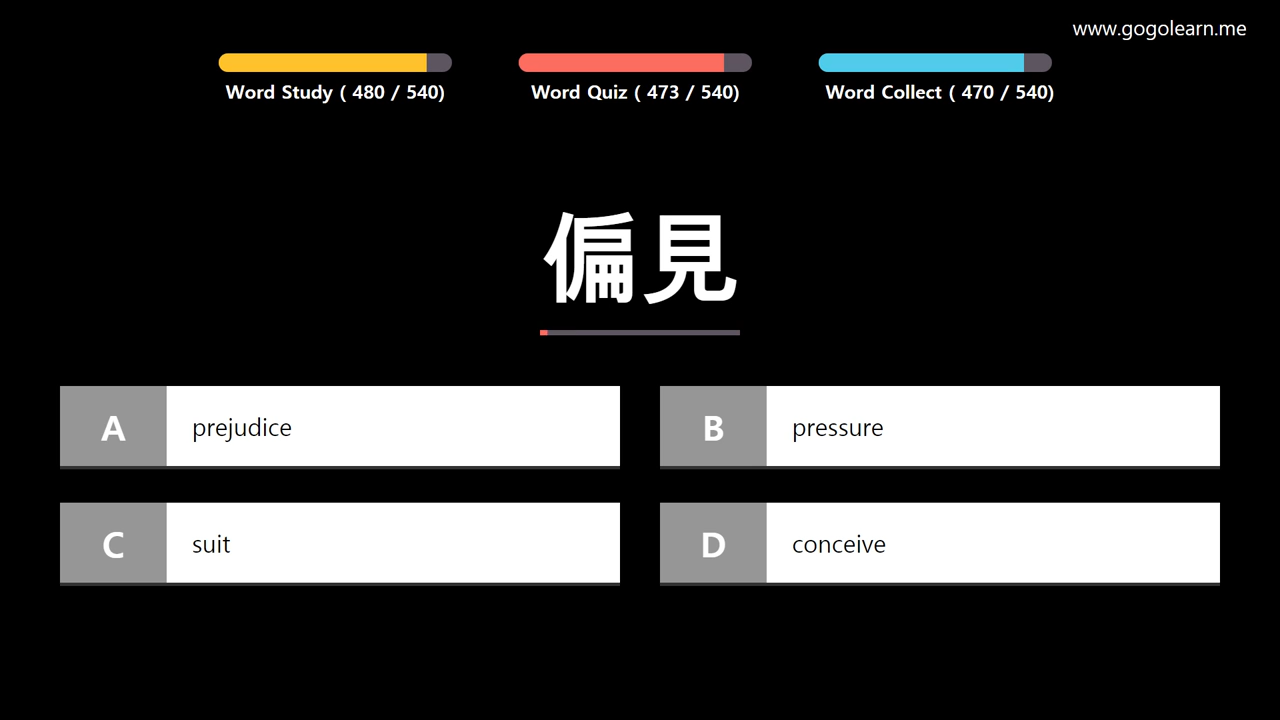 www.gogolearn.me
Word Study ( 480 / 540)
Word Quiz ( 473 / 540)
Word Collect ( 470 / 540)
偏見
A prejudice
B pressure
C suit
D conceive